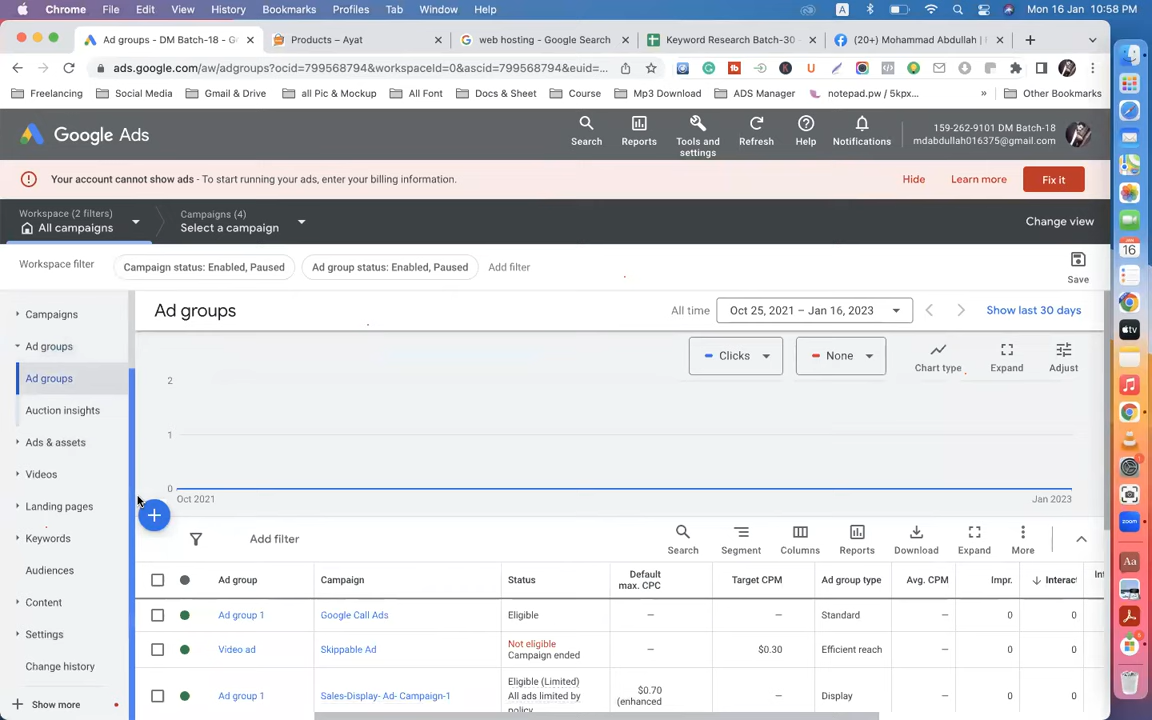 Chrome File Edit View History Bookmarks Profiles Tab Window Help A Mon 16 Jan 10:58 PM
Ad groups - DM Batch-18 - G Products – Ayat web hosting - Google Search Keyword Research Batch-30 (20+) Mohammad Abdullah |
ads.google.com/aw/adgroups?ocid=799568794&workspaceId=0&ascid=799568794&euid=...
Freelancing Social Media all Pic & Mockup Gmail & Drive All Font Docs & Sheet Course Mp3 Download ADS Manager notepad.pw / 5kpx... » Other Bookmarks
Google Ads
Search Reports Tools and settings Refresh Help Notifications
159-262-9101 DM Batch-18
mdabdullah016375@gmail.com
Your account cannot show ads - To start running your ads, enter your billing information. Hide Learn more Fix it
Workspace (2 filters) Campaigns (4)
All campaigns Select a campaign Change view
Workspace filter Campaign status: Enabled, Paused Ad group status: Enabled, Paused Add filter Save
Campaigns
Ad groups
Ad groups
Auction insights
Ads & assets
Videos
Landing pages
Keywords
Audiences
Content
Settings
Change history
Show more
Ad groups All time Oct 25, 2021 – Jan 16, 2023 Show last 30 days
Clicks None Chart type Expand Adjust
2
1
0
Oct 2021 Jan 2023
Add filter Search Segment Columns Reports Download Expand More
Ad group Campaign Status Default max. CPC Target CPM Ad group type Avg. CPM Impr. Interac Int
Ad group 1 Google Call Ads Eligible — — Standard — 0 0
Video ad Skippable Ad Not eligible Campaign ended — $0.30 Efficient reach — 0 0
Ad group 1 Sales-Display- Ad- Campaign-1 Eligible (Limited) All ads limited by policy $0.70 (enhanced — Display — 0 0